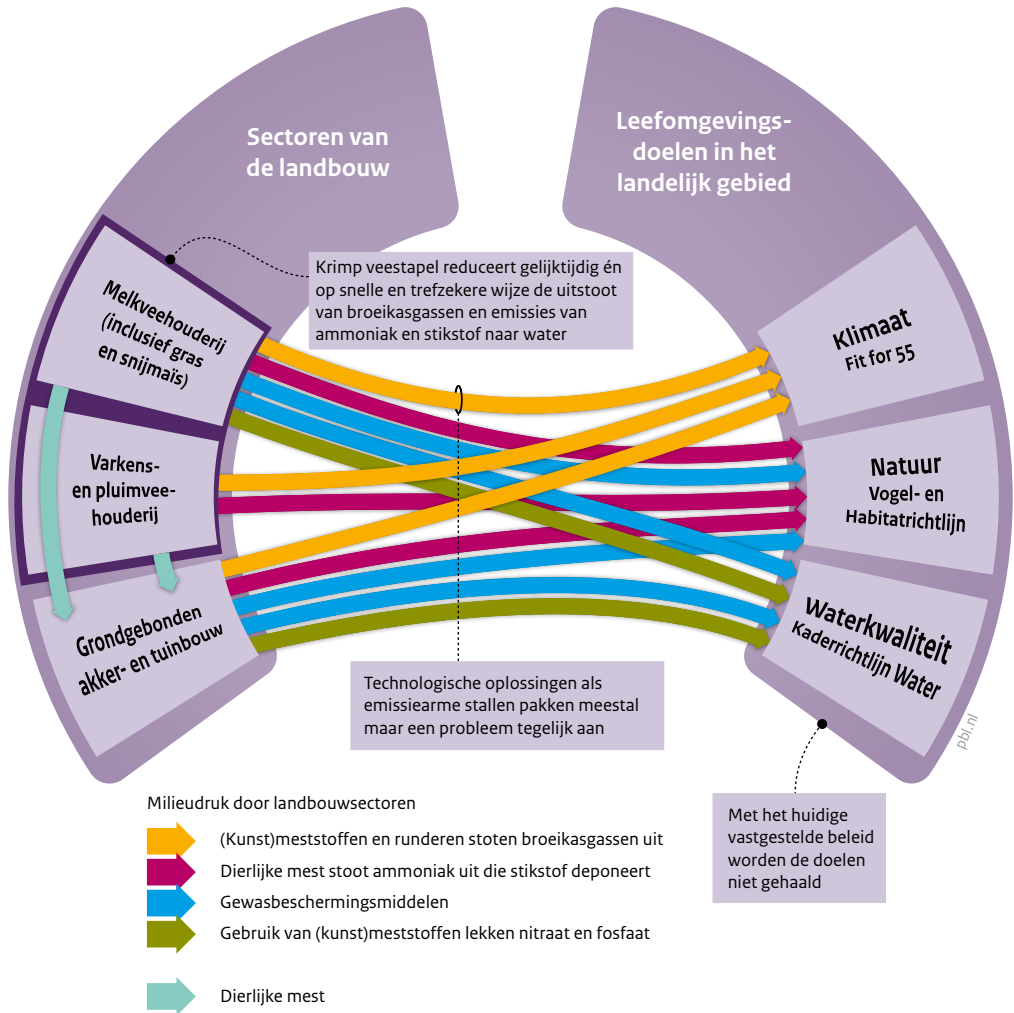 Sectoren van
de landbouw
Leefomgevings-
doelen in het
landelijk gebied
Krimp veestapel reduceert gelijktijdig én
op snelle en trefzekere wijze de uitstoot
van broeikasgassen en emissies van
ammoniak en stikstof naar water
Melkveehouderij
(inclusief gras
en snijmaïs)
Varkens-
en pluimvee-
houderij
Grondgebonden
akker- en tuinbouw
Klimaat
Fit for 55
Natuur
Vogel- en
Habitatrichtlijn
Waterkwaliteit
Kaderrichtlijn Water
Technologische oplossingen als
emissiearme stallen pakken meestal
maar een probleem tegelijk aan
pbl.nl
Met het huidige
vastgestelde beleid
worden de doelen
niet gehaald
Milieudruk door landbouwsectoren
(Kunst)meststoffen en runderen stoten broeikasgassen uit
Dierlijke mest stoot ammoniak uit die stikstof deponeert
Gewasbeschermingsmiddelen
Gebruik van (kunst)meststoffen lekken nitraat en fosfaat
Dierlijke mest